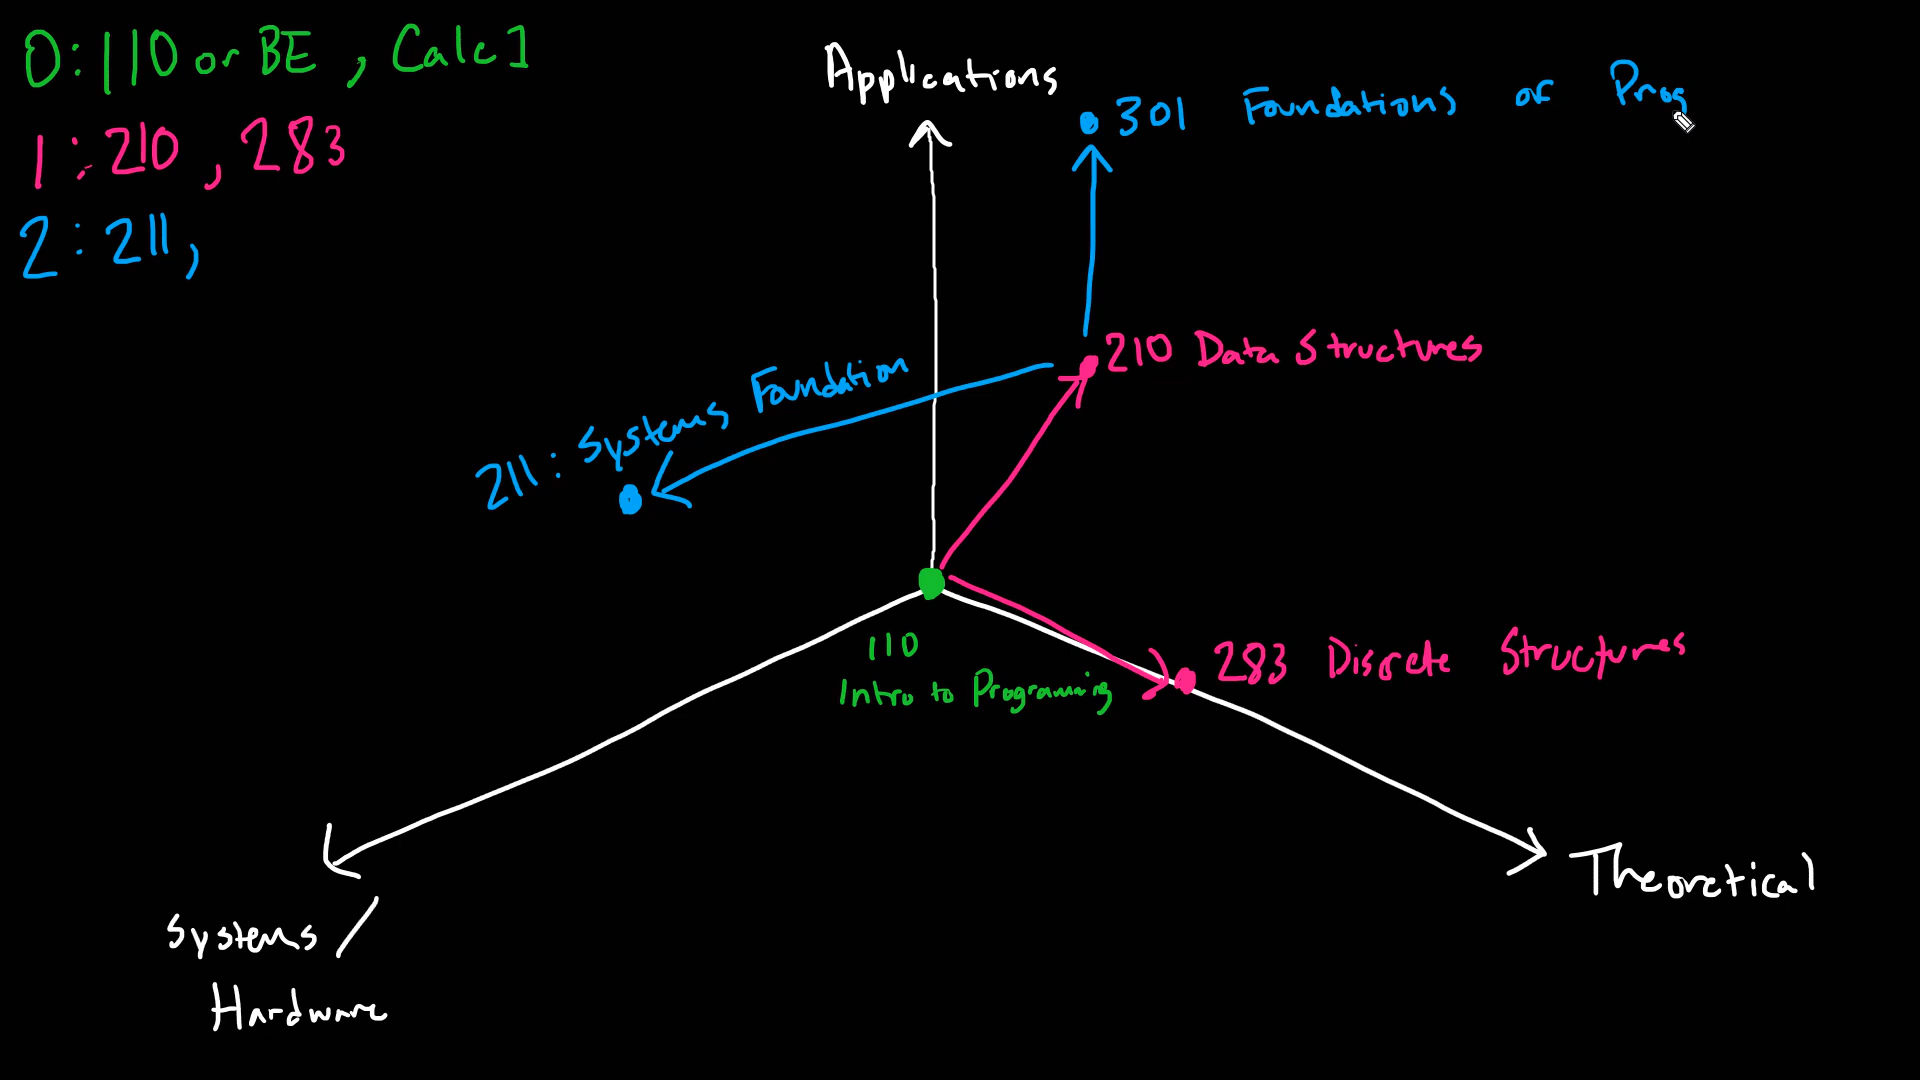 0: 110 or BE, Calc 1
1: 210, 283
2: 211,
Applications
301 Foundations of Prog
210 Data Structures
211: Systems Foundation
110
Intro to Programing
283 Discrete Structures
Theoretical
Systems /
Hardware